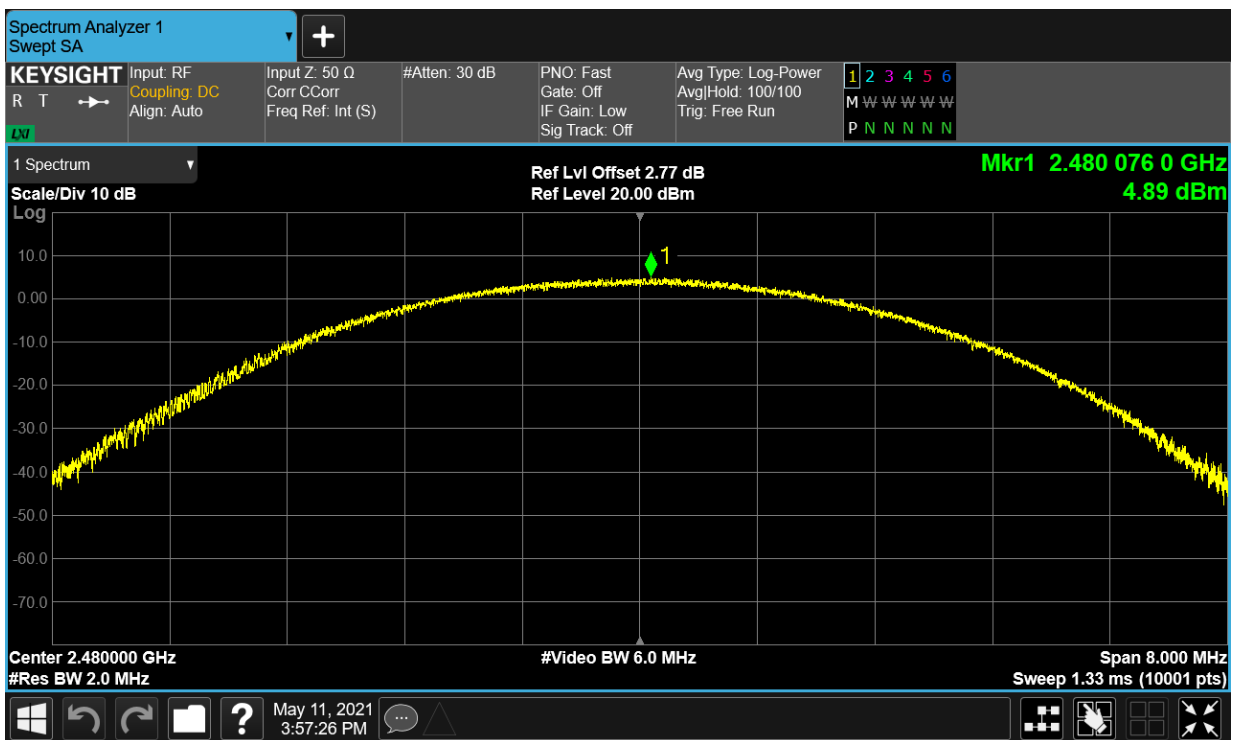 Spectrum Analyzer 1
Swept SA
+
KEYSIGHT
R T
LXI
Input: RF
Coupling: DC
Align: Auto
Input Z: 50 Ω
Corr CCorr
Freq Ref: Int (S)
#Atten: 30 dB
PNO: Fast
Gate: Off
IF Gain: Low
Sig Track: Off
Avg Type: Log-Power
Avg|Hold: 100/100
Trig: Free Run
1 2 3 4 5 6
M W W W W W
P N N N N N
1 Spectrum
Scale/Div 10 dB
Ref Lvl Offset 2.77 dB
Ref Level 20.00 dBm
Mkr1 2.480 076 0 GHz
4.89 dBm
Log
1
10.0
0.00
-10.0
-20.0
-30.0
-40.0
-50.0
-60.0
-70.0
Center 2.480000 GHz
#Video BW 6.0 MHz
Span 8.000 MHz
#Res BW 2.0 MHz
Sweep 1.33 ms (10001 pts)
?
May 11, 2021
3:57:26 PM